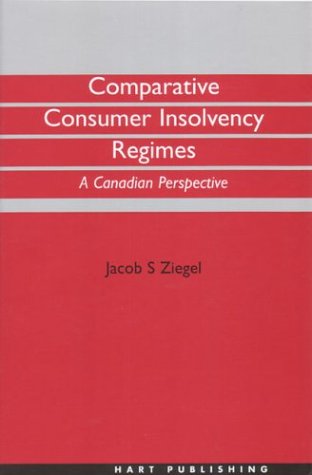 Comparative
Consumer Insolvency
Regimes
A Canadian Perspective
Jacob S Ziegel
HART PUBLISHING